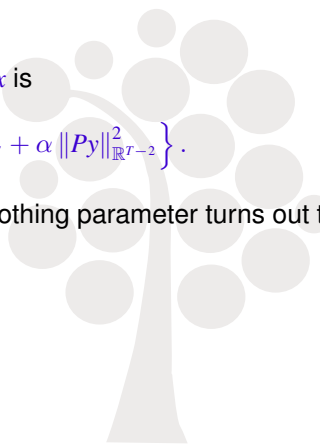 x is
+ α ‖Py‖²_{ℝ^{T−2}} } .
othing parameter turns out t